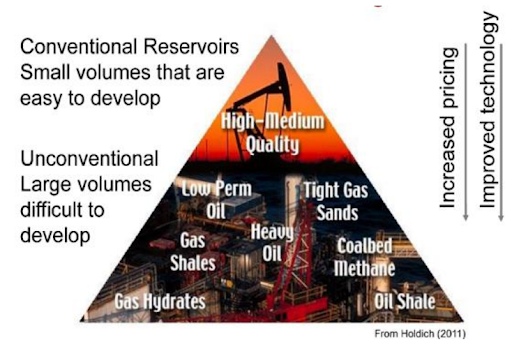 Conventional Reservoirs
Small volumes that are
easy to develop
Unconventional
Large volumes
difficult to
develop
High-Medium
Quality
Low Perm
Oil
Tight Gas
Sands
Gas
Shales
Heavy
Oil
Coalbed
Methane
Gas Hydrates
Oil Shale
Increased pricing
Improved technology
From Holdich (2011)